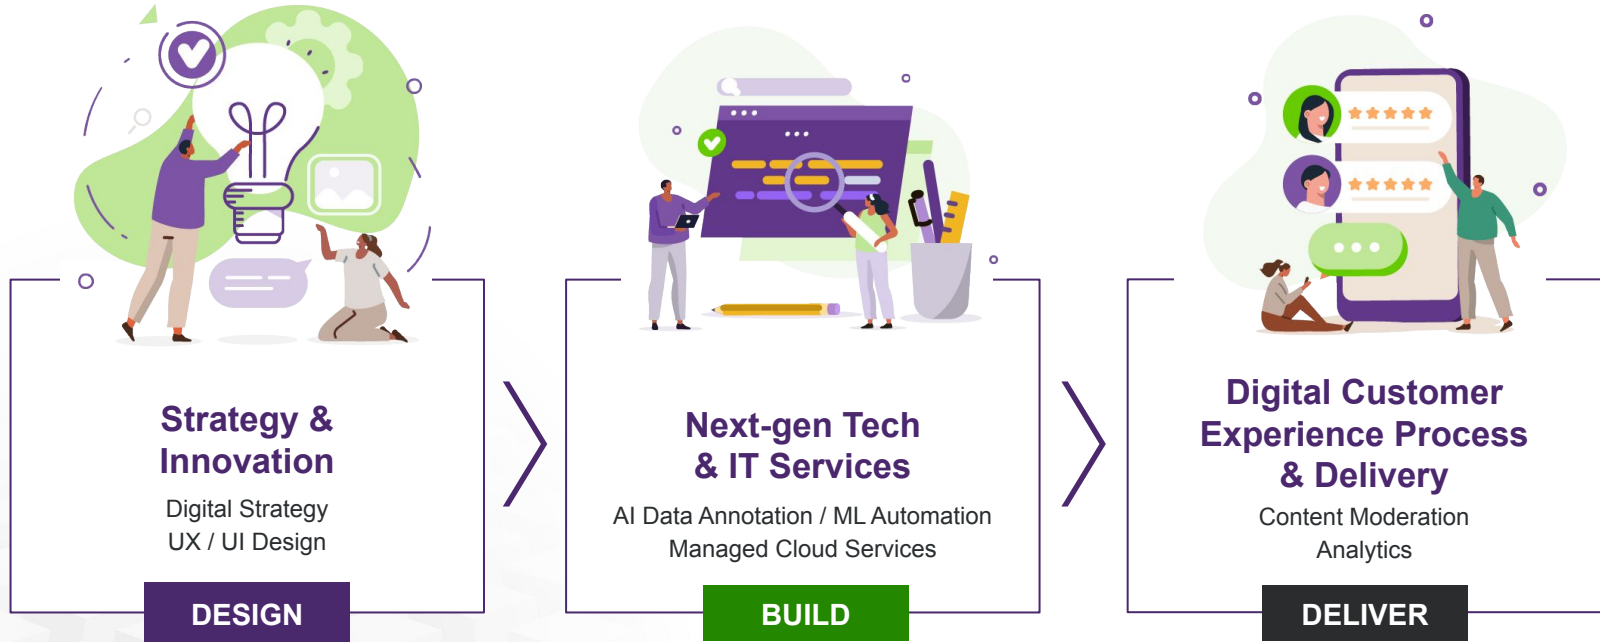 Strategy &
Innovation
Digital Strategy
UX / UI Design
DESIGN
Next-gen Tech
& IT Services
AI Data Annotation / ML Automation
Managed Cloud Services
BUILD
Digital Customer
Experience Process
& Delivery
Content Moderation
Analytics
DELIVER